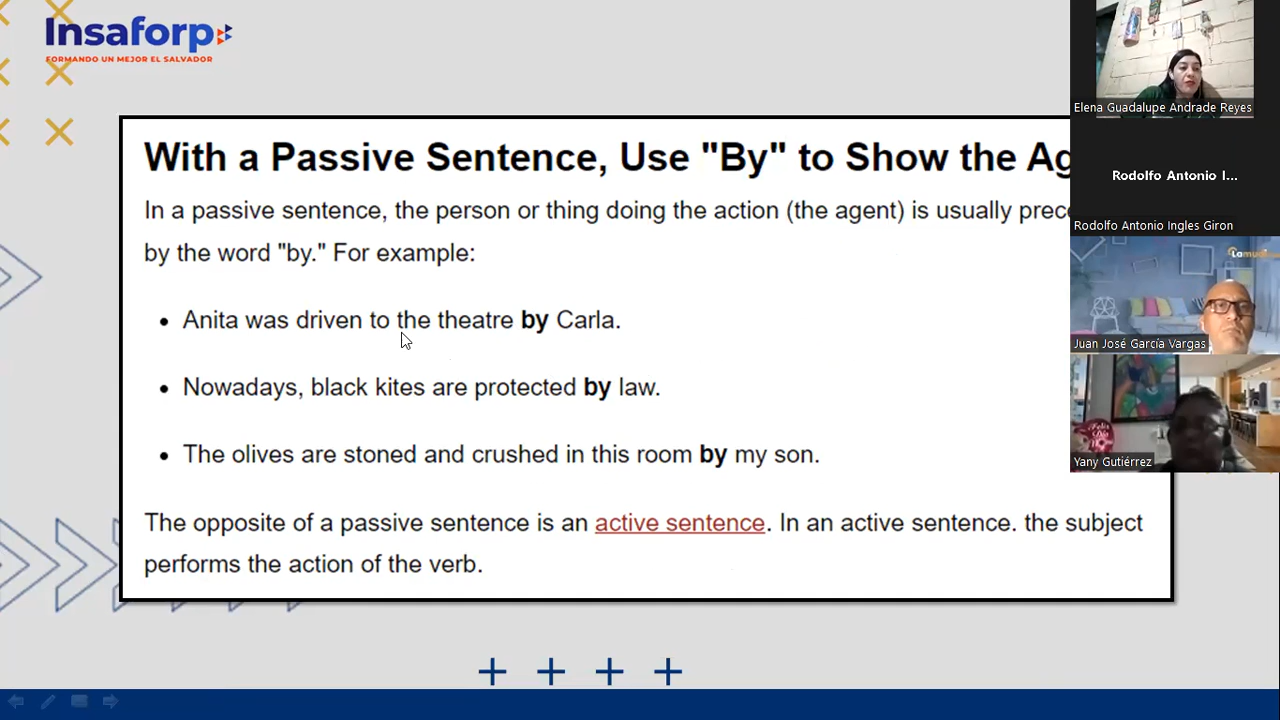 Insaforp
FORMANDO UN MEJOR EL SALVADOR
With a Passive Sentence, Use "By" to Show the Ag
In a passive sentence, the person or thing doing the action (the agent) is usually prec
by the word "by." For example:
• Anita was driven to the theatre by Carla.
• Nowadays, black kites are protected by law.
• The olives are stoned and crushed in this room by my son.
The opposite of a passive sentence is an active sentence. In an active sentence. the subject
performs the action of the verb.
Elena Guadalupe Andrade Reyes
Rodolfo Antonio I...
Rodolfo Antonio Ingles Giron
Juan José García Vargas
Yany Gutiérrez